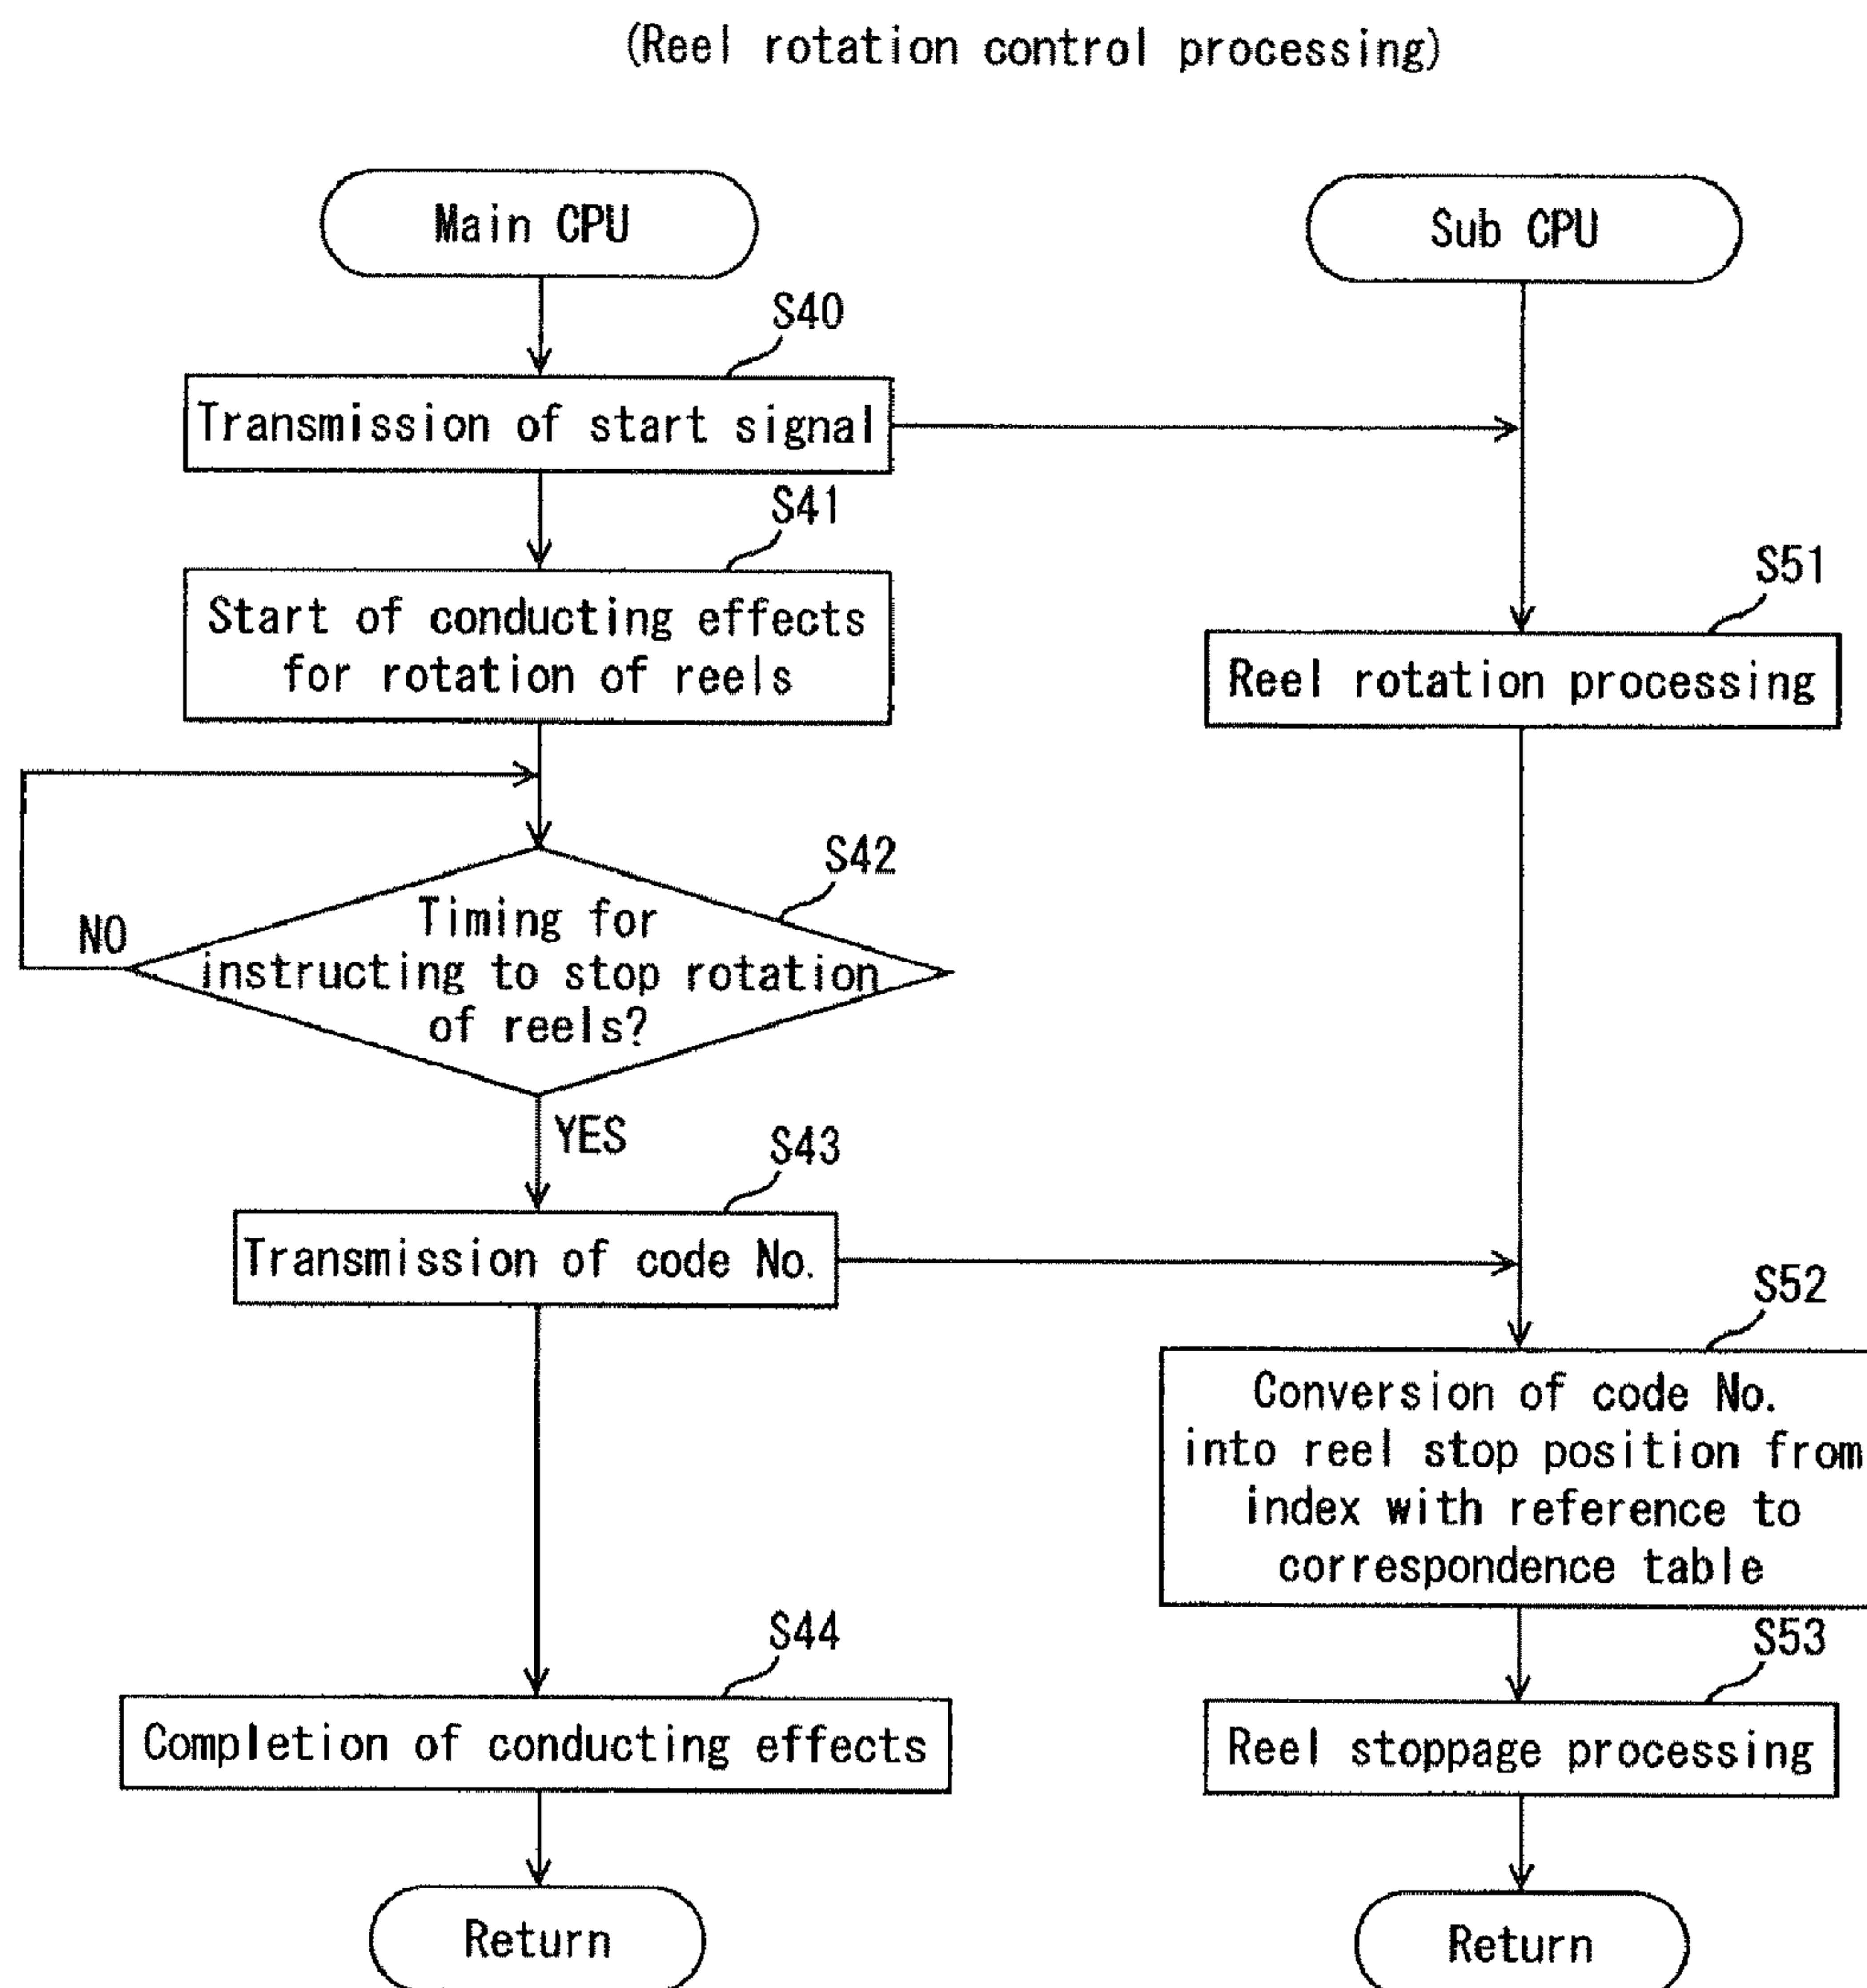 (Reel rotation control processing)
Main CPU
Sub CPU
S40
Transmission of start signal
S41
Start of conducting effects
for rotation of reels
S51
Reel rotation processing
S42
Timing for
instructing to stop rotation
of reels?
NO
YES
S43
Transmission of code No.
S52
Conversion of code No.
into reel stop position from
index with reference to
correspondence table
S44
Completion of conducting effects
S53
Reel stoppage processing
Return
Return